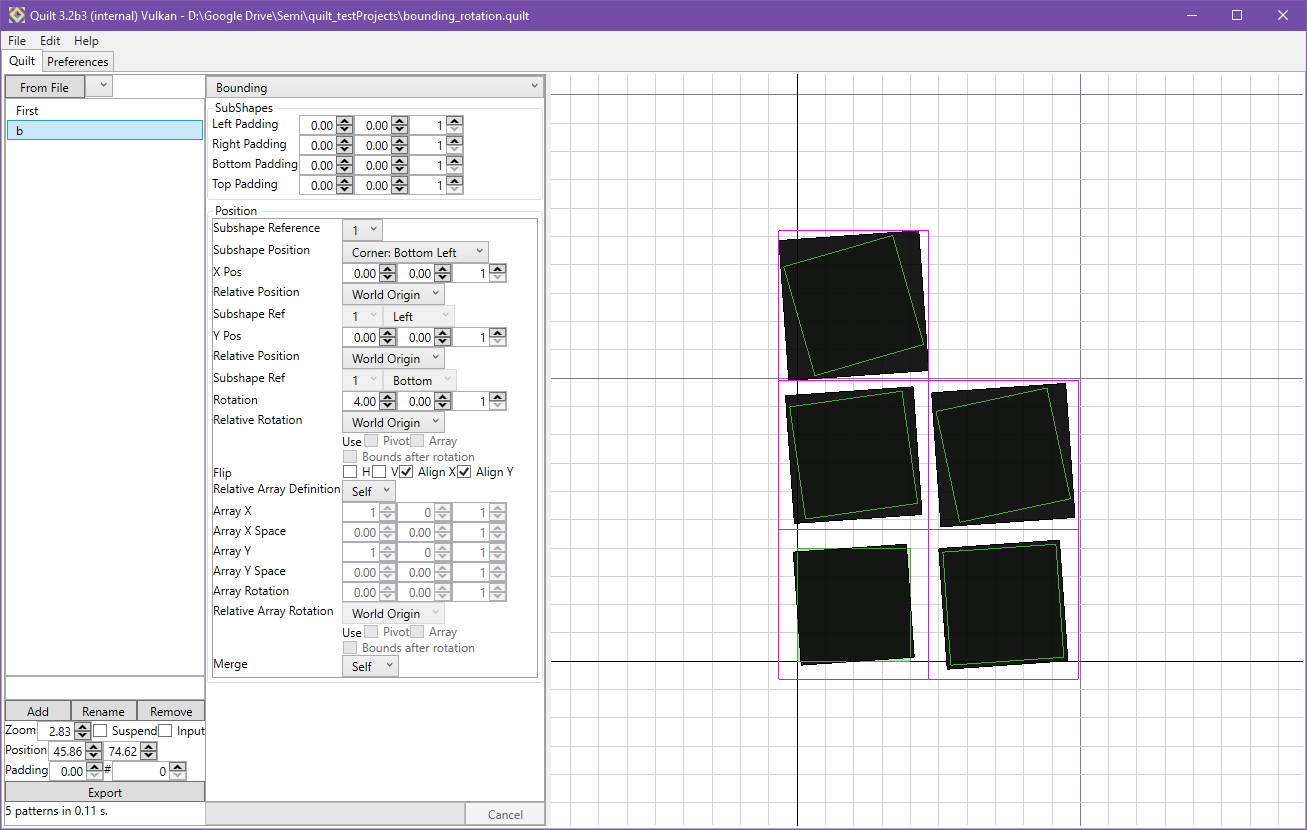 Quilt 3.2b3 (internal) Vulkan - D:\Google Drive\Semi\quilt_testProjects\bounding_rotation.quilt
File Edit Help
Quilt Preferences
From File
First
b
Bounding
SubShapes
Left Padding 0.00 0.00 1
Right Padding 0.00 0.00 1
Bottom Padding 0.00 0.00 1
Top Padding 0.00 0.00 1
Position
Subshape Reference 1
Subshape Position Corner: Bottom Left
X Pos 0.00 0.00 1
Relative Position World Origin
Subshape Ref 1 Left
Y Pos 0.00 0.00 1
Relative Position World Origin
Subshape Ref 1 Bottom
Rotation 4.00 0.00 1
Relative Rotation World Origin
Use Pivot Array
Bounds after rotation
Flip H V Align X Align Y
Relative Array Definition Self
Array X 1 0 1
Array X Space 0.00 0.00 1
Array Y 1 0 1
Array Y Space 0.00 0.00 1
Array Rotation 0.00 0.00 1
Relative Array Rotation World Origin
Use Pivot Array
Bounds after rotation
Merge Self
Add Rename Remove
Zoom 2.83 Suspend Input
Position 45.86 74.62
Padding 0.00 # 0
Export
5 patterns in 0.11 s.
Cancel